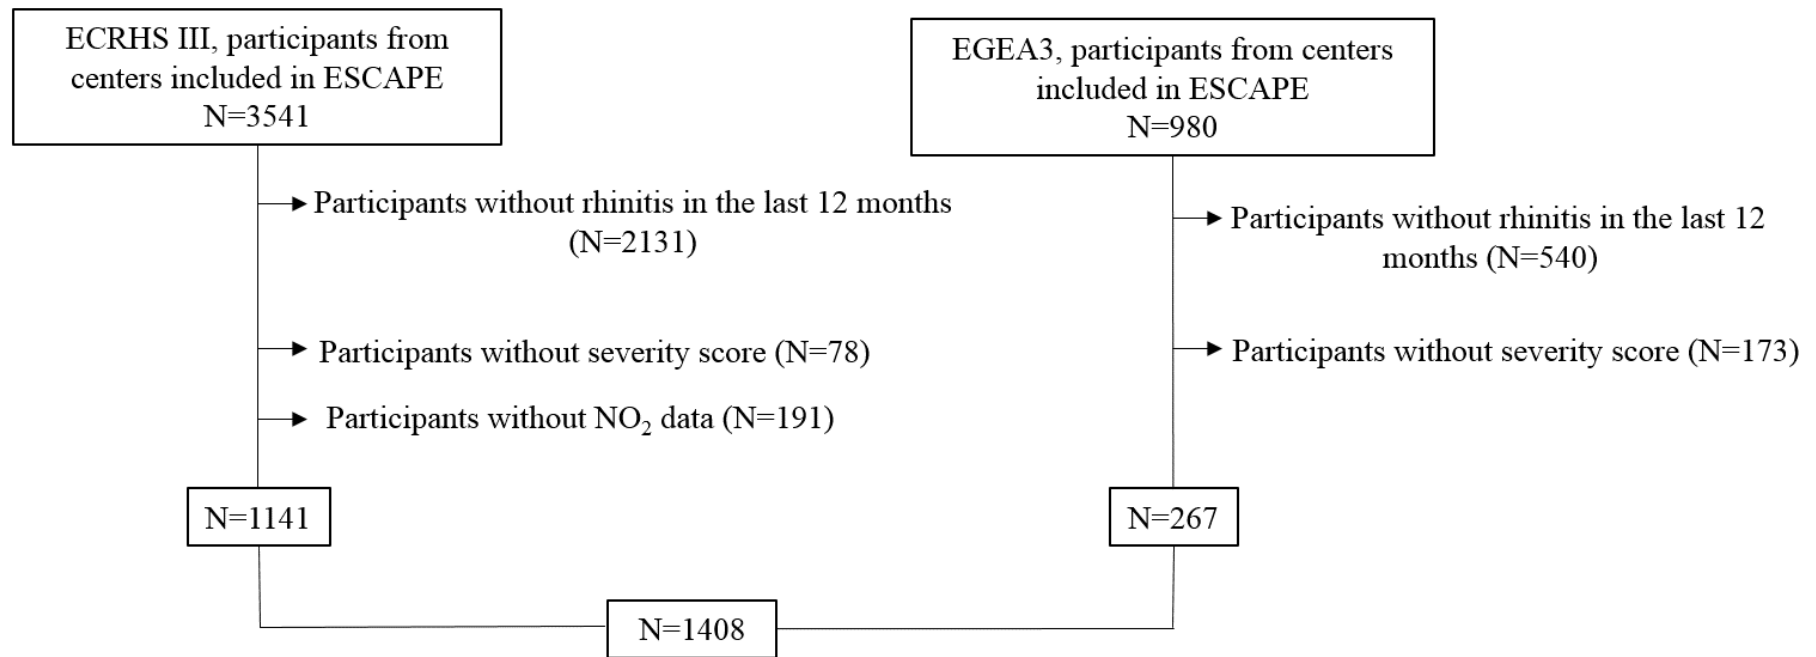 ECRHS III, participants from
centers included in ESCAPE
N=3541
EGEA3, participants from centers
included in ESCAPE
N=980
Participants without rhinitis in the last 12 months
(N=2131)
Participants without rhinitis in the last 12
months (N=540)
Participants without severity score (N=78)
Participants without severity score (N=173)
Participants without NO₂ data (N=191)
N=1141
N=267
N=1408